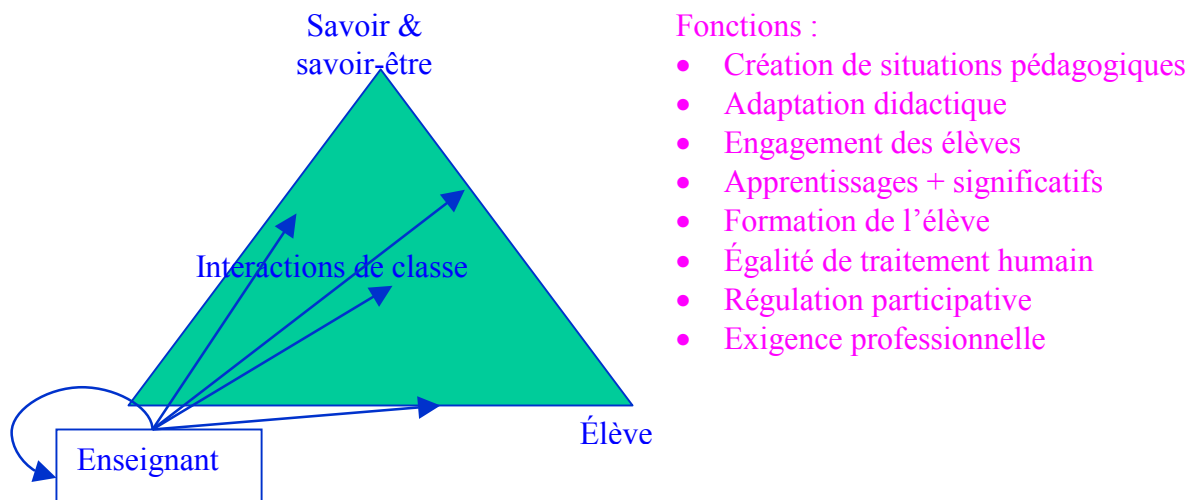 Savoir &
savoir-être
Interactions de classe
Élève
Enseignant
Fonctions :
• Création de situations pédagogiques
• Adaptation didactique
• Engagement des élèves
• Apprentissages + significatifs
• Formation de l’élève
• Égalité de traitement humain
• Régulation participative
• Exigence professionnelle